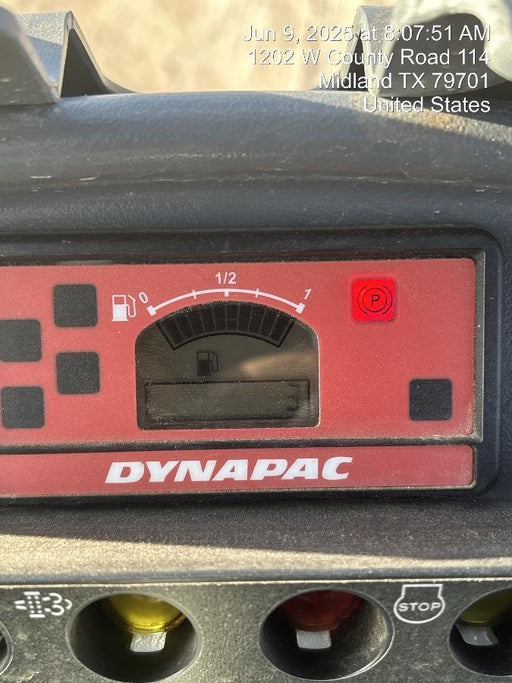 Jun 9, 2025 at 8:07:51 AM
1202 W County Road 114
Midland TX 79701
United States
0 1/2 1
P
DYNAPAC
STOP